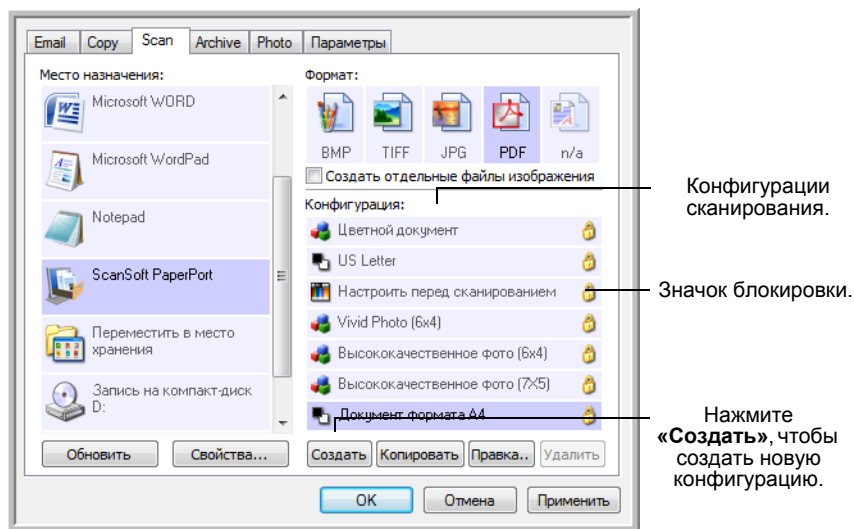 Email Copy Scan Archive Photo Параметры
Место назначения:
Microsoft WORD
Microsoft WordPad
Notepad
ScanSoft PaperPort
Переместить в место
хранения
Запись на компакт-диск
D:
Обновить Свойства...
Формат:
BMP TIFF JPG PDF n/a
Создать отдельные файлы изображения
Конфигурация:
Цветной документ
US Letter
Настроить перед сканированием
Vivid Photo (6x4)
Высококачественное фото (6x4)
Высококачественное фото (7X5)
Документ формата A4
Создать Копировать Правка.. Удалить
OK Отмена Применить
Конфигурации
сканирования.
Значок блокировки.
Нажмите
«Создать», чтобы
создать новую
конфигурацию.